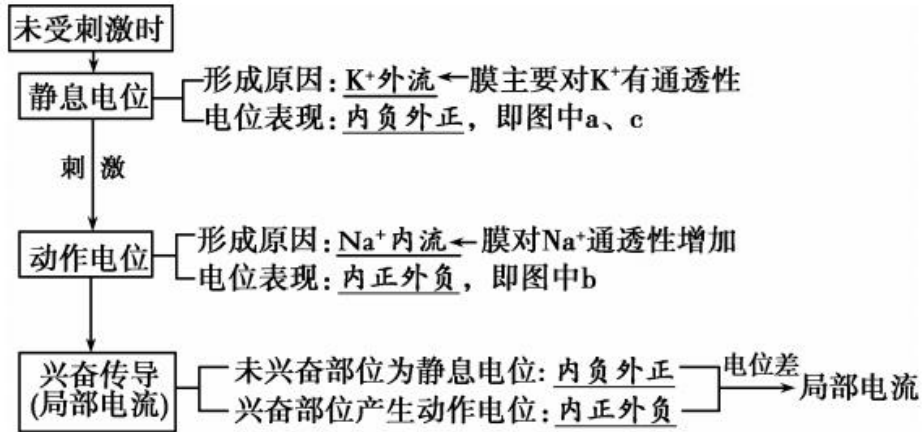 未受刺激时
静息电位
形成原因:K⁺外流←膜主要对K⁺有通透性
电位表现:内负外正，即图中a、c
刺激
动作电位
形成原因:Na⁺内流←膜对Na⁺通透性增加
电位表现:内正外负，即图中b
兴奋传导
(局部电流)
未兴奋部位为静息电位:内负外正
兴奋部位产生动作电位:内正外负
电位差
局部电流